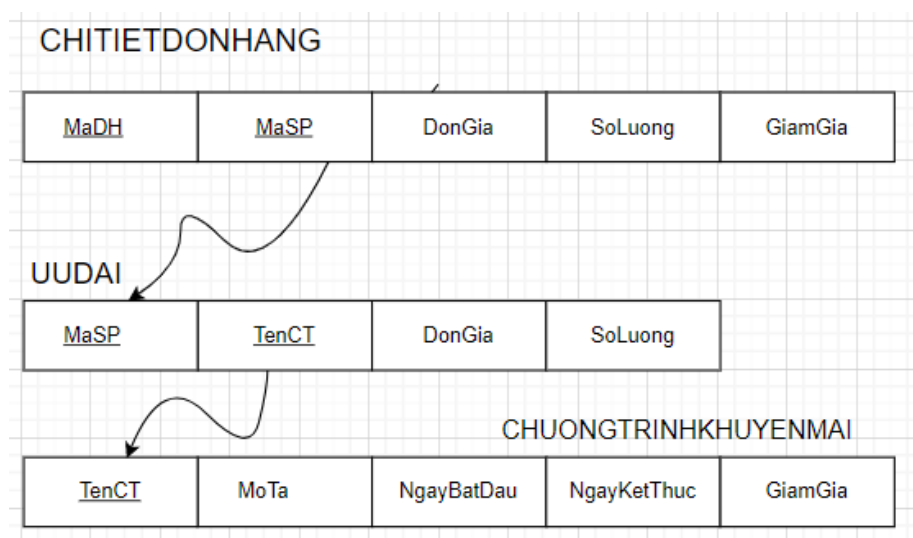 CHITIETDONHANG
MaDH MaSP DonGia SoLuong GiamGia
UUDAI
MaSP TenCT DonGia SoLuong
CHUONGTRINHKHUYENMAI
TenCT MoTa NgayBatDau NgayKetThuc GiamGia